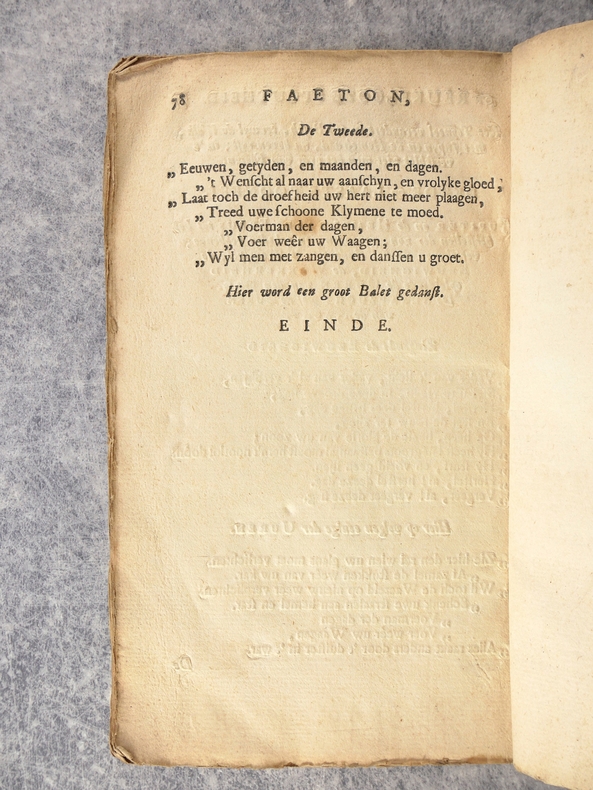 78 FAETON,
De Tweede.
„ Eeuwen, getyden, en maanden, en dagen.
„ 't Wenſcht al naar uw aanſchyn, en vrolyke gloed;
„ Laat toch de droefheid uw hert niet meer plaagen,
„ Treed uwe ſchoone Klymene te moed.
„ Voerman der dagen,
„ Voer weêr uw Waagen;
„ Wyl men met zangen, en danſſen u groet.
Hier word een groot Balet gedanſt.
EINDE.